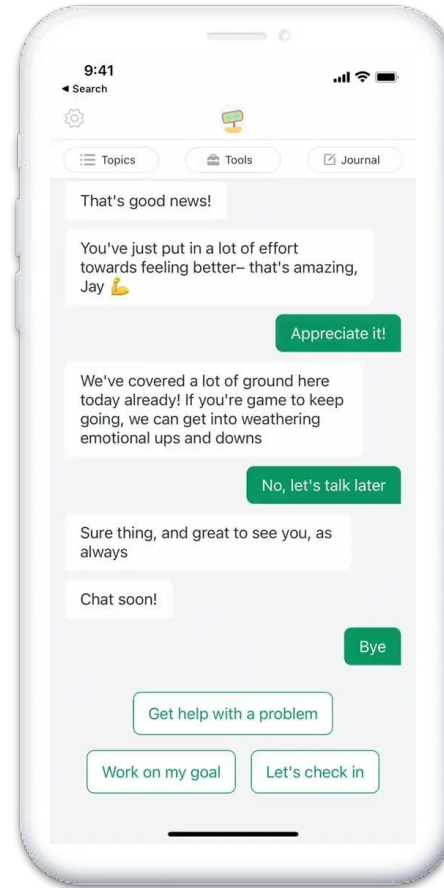 9:41
◀ Search
Topics
Tools
Journal
That's good news!
You've just put in a lot of effort
towards feeling better– that's amazing,
Jay 💪
Appreciate it!
We've covered a lot of ground here
today already! If you're game to keep
going, we can get into weathering
emotional ups and downs
No, let's talk later
Sure thing, and great to see you, as
always
Chat soon!
Bye
Get help with a problem
Work on my goal
Let's check in